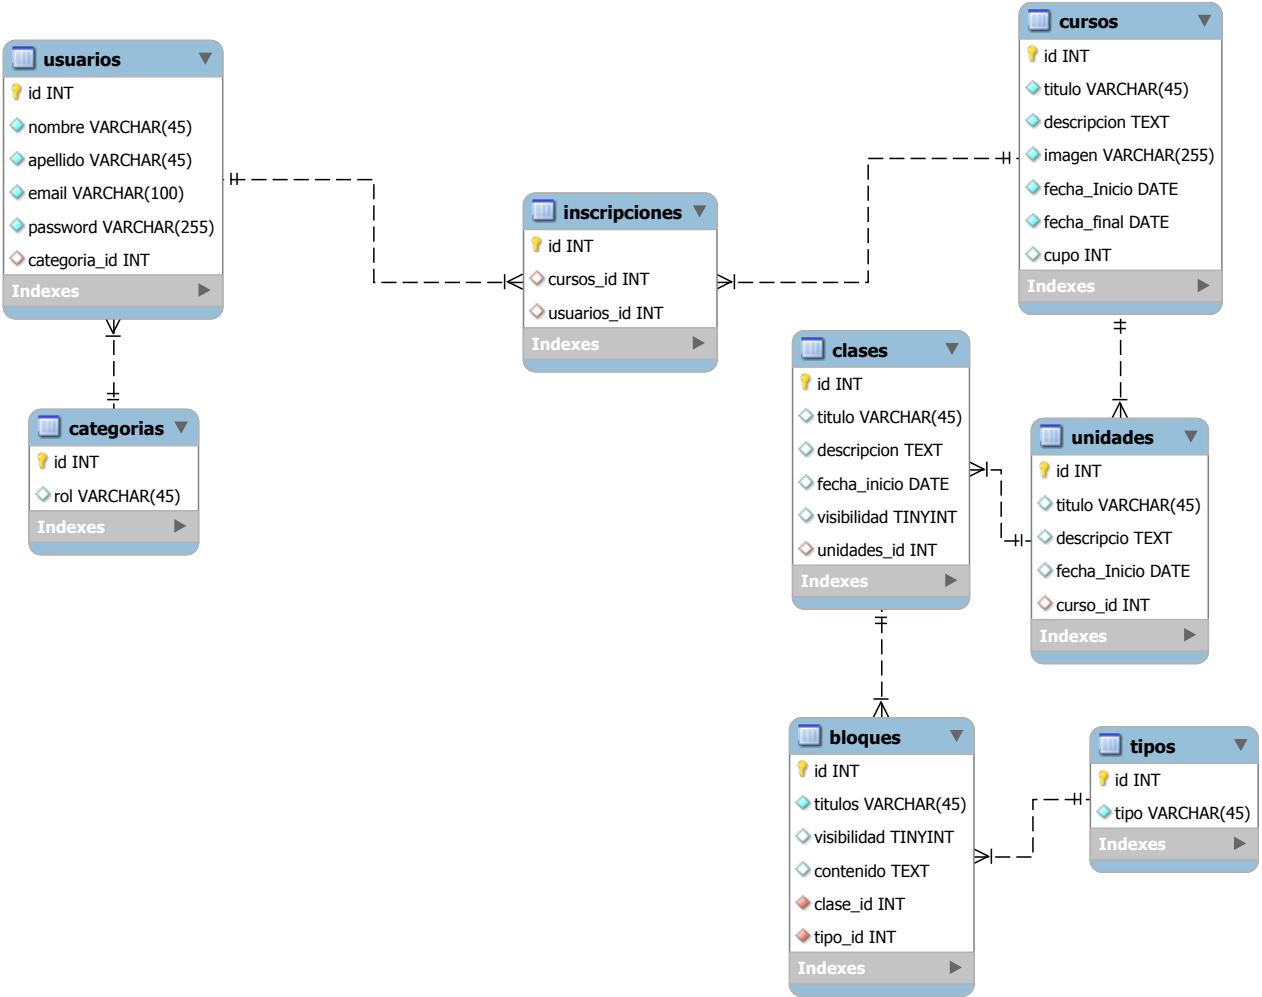 usuarios
id INT
nombre VARCHAR(45)
apellido VARCHAR(45)
email VARCHAR(100)
password VARCHAR(255)
categoria_id INT
Indexes
categorias
id INT
rol VARCHAR(45)
Indexes
inscripciones
id INT
cursos_id INT
usuarios_id INT
Indexes
cursos
id INT
titulo VARCHAR(45)
descripcion TEXT
imagen VARCHAR(255)
fecha_Inicio DATE
fecha_final DATE
cupo INT
Indexes
clases
id INT
titulo VARCHAR(45)
descripcion TEXT
fecha_inicio DATE
visibilidad TINYINT
unidades_id INT
Indexes
unidades
id INT
titulo VARCHAR(45)
descripcio TEXT
fecha_Inicio DATE
curso_id INT
Indexes
bloques
id INT
titulos VARCHAR(45)
visibilidad TINYINT
contenido TEXT
clase_id INT
tipo_id INT
Indexes
tipos
id INT
tipo VARCHAR(45)
Indexes